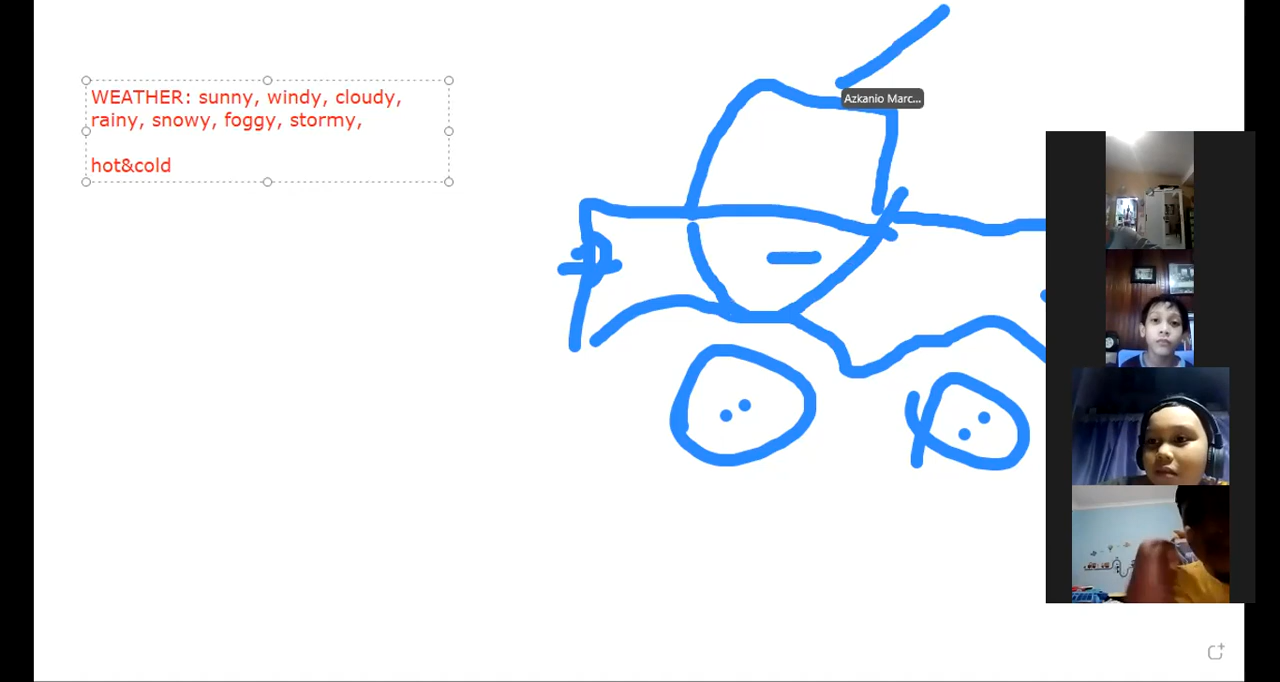 WEATHER: sunny, windy, cloudy,
rainy, snowy, foggy, stormy,
hot&cold
Azkanio Marc...